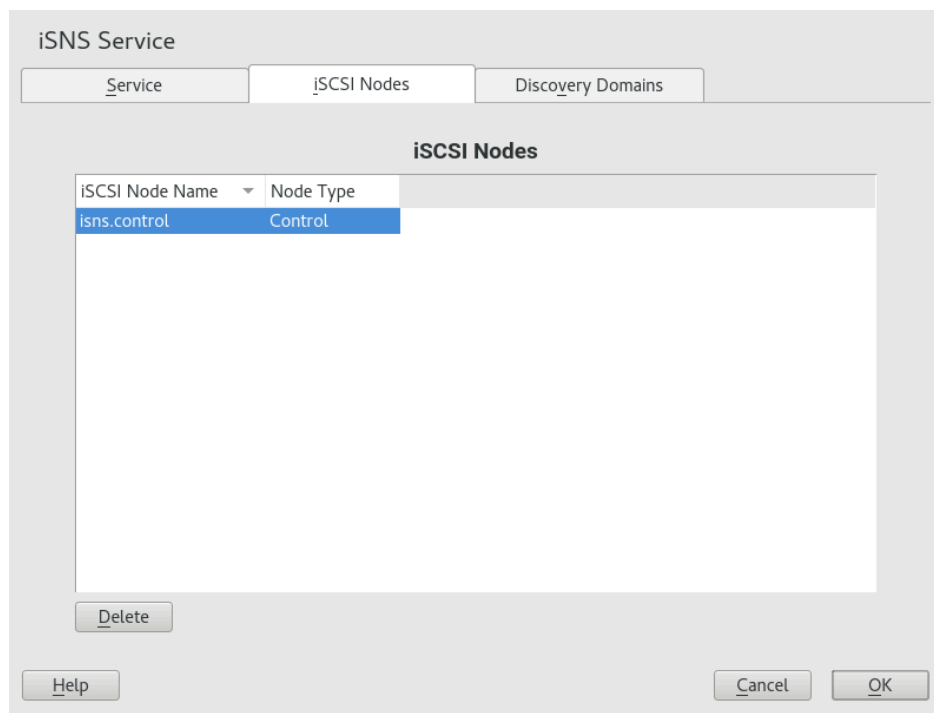 iSNS Service
Service iSCSI Nodes Discovery Domains
iSCSI Nodes
iSCSI Node Name Node Type
isns.control Control
Delete
Help Cancel OK